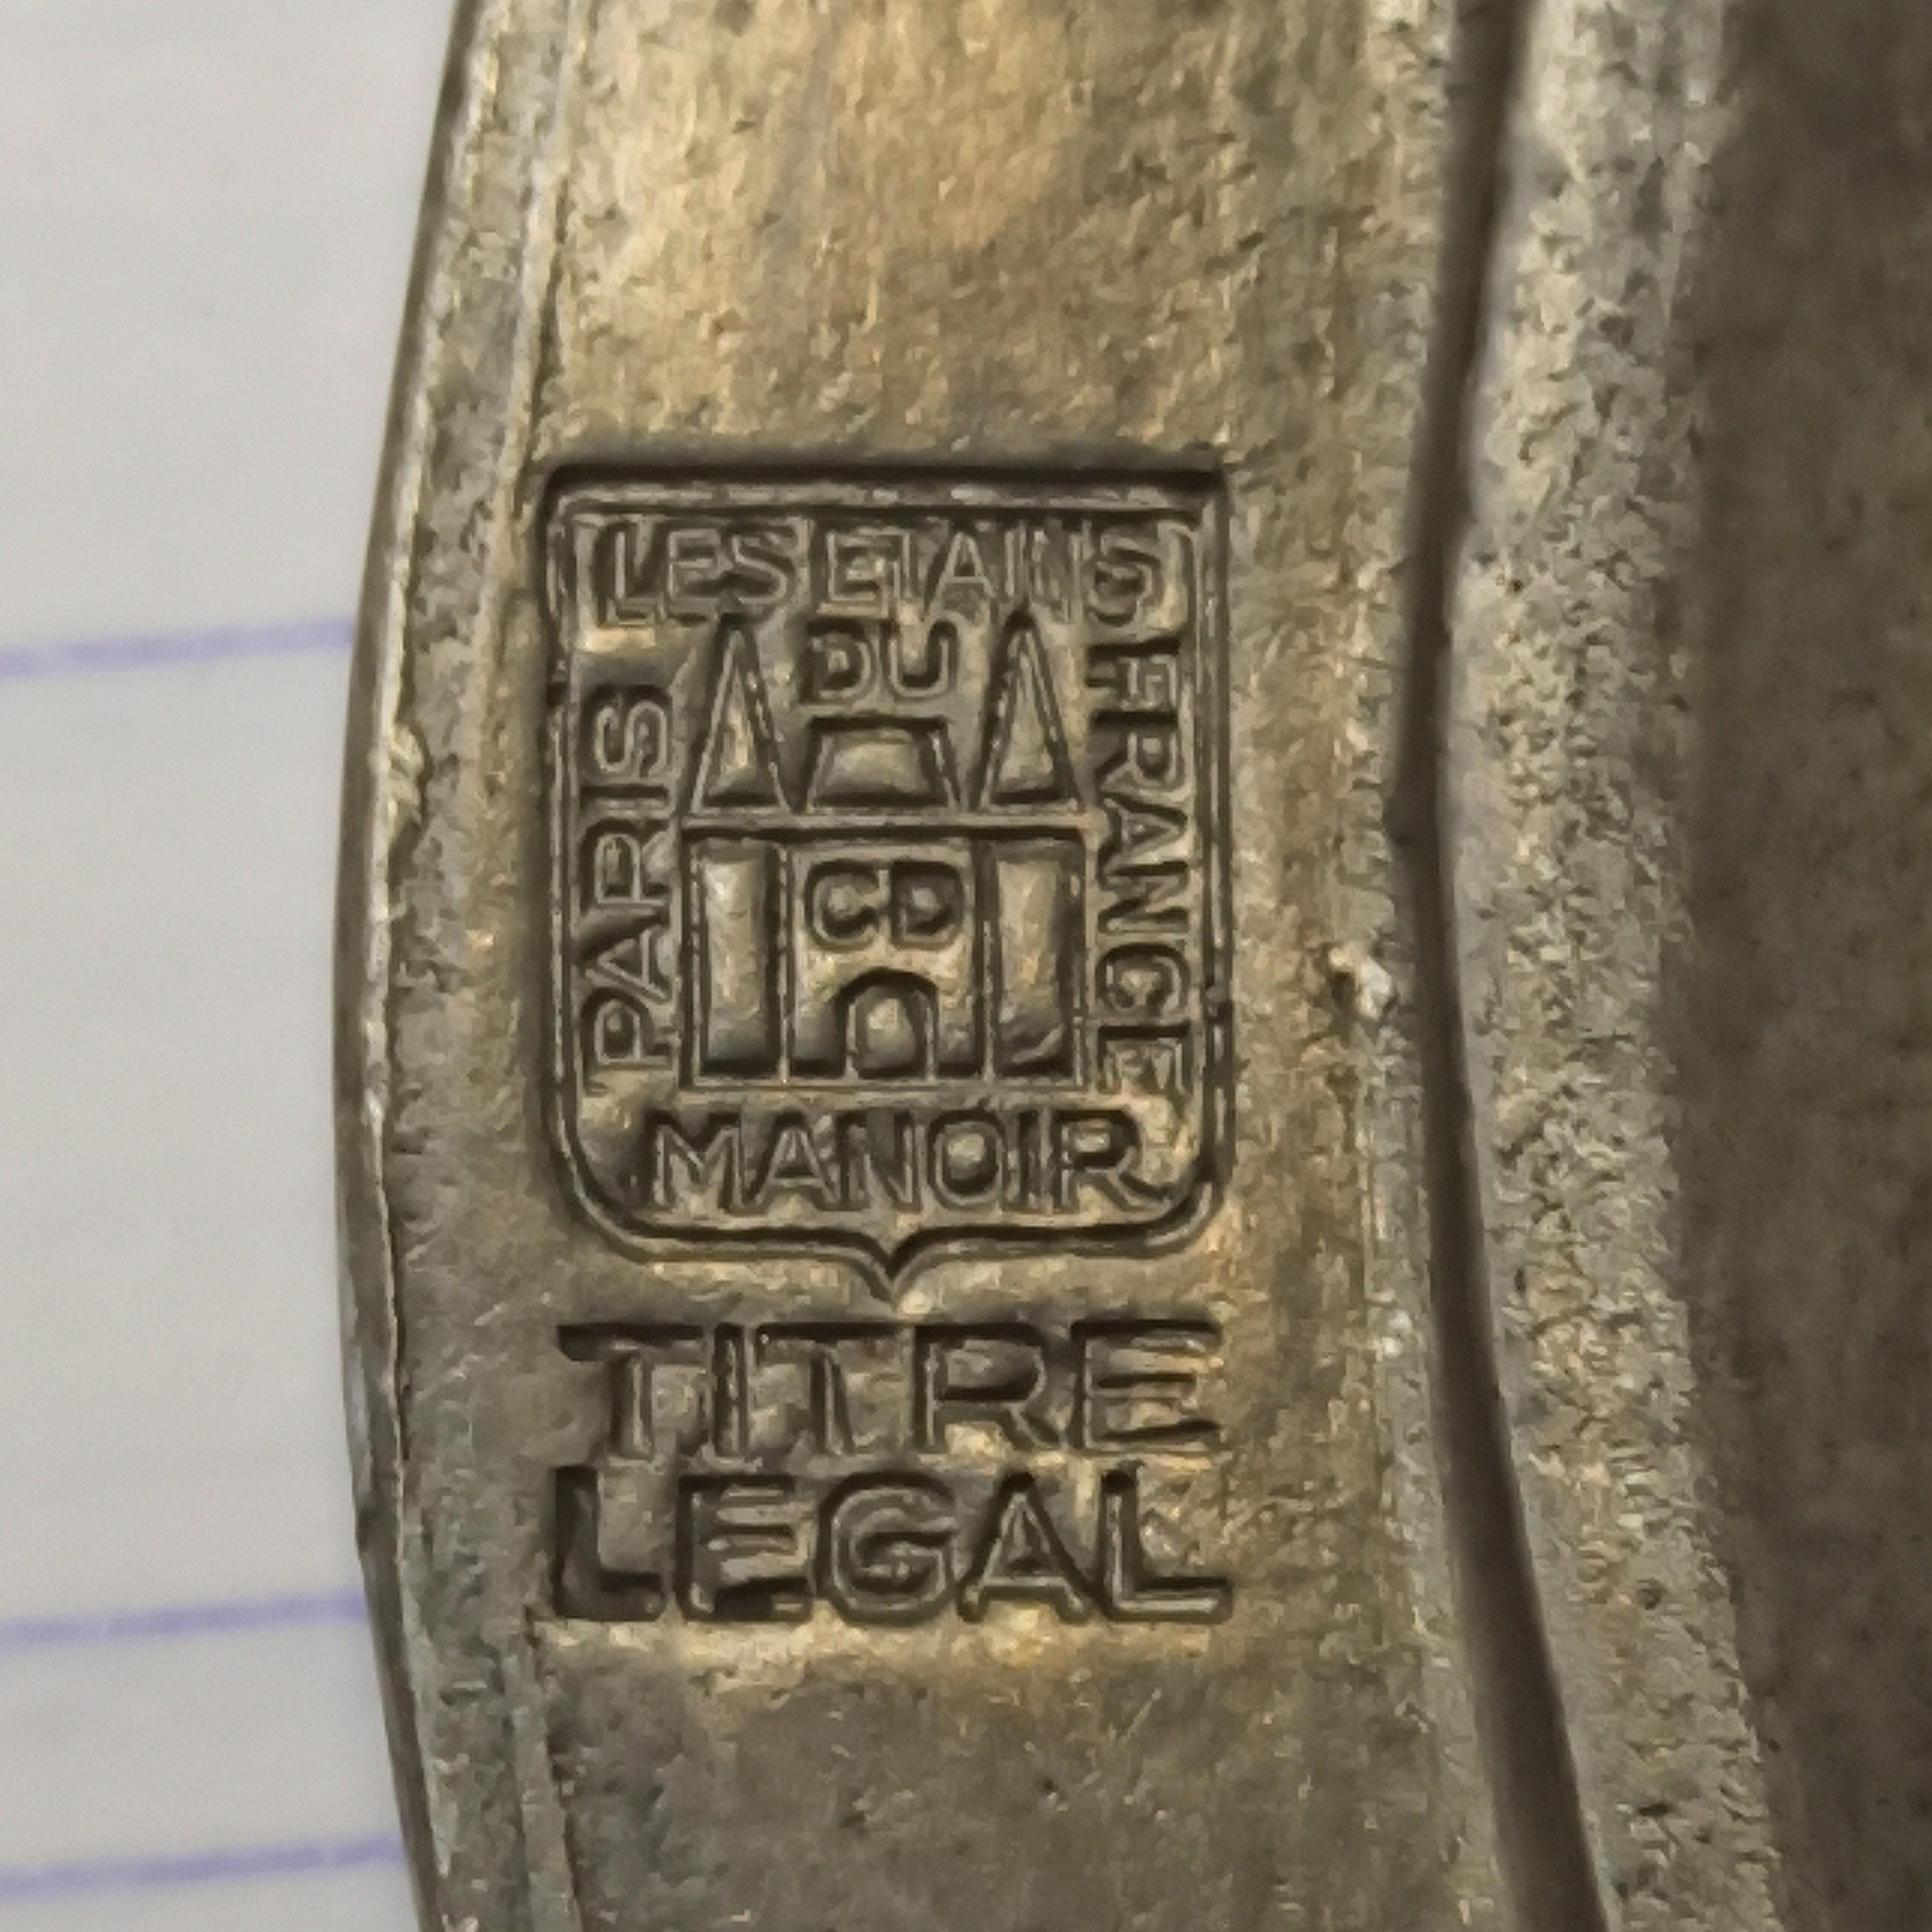 LES ETAINS
DU
PARIS
FRANCE
CD
MANOIR
TITRE
LEGAL